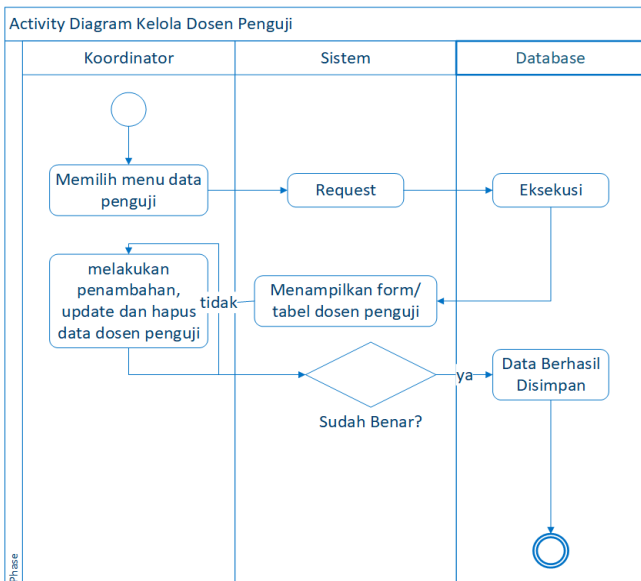 Activity Diagram Kelola Dosen Penguji
Koordinator
Sistem
Database
Memilih menu data
penguji
Request
Eksekusi
melakukan
penambahan,
update dan hapus
data dosen penguji
tidak
Menampilkan form/
tabel dosen penguji
Sudah Benar?
ya
Data Berhasil
Disimpan
Phase